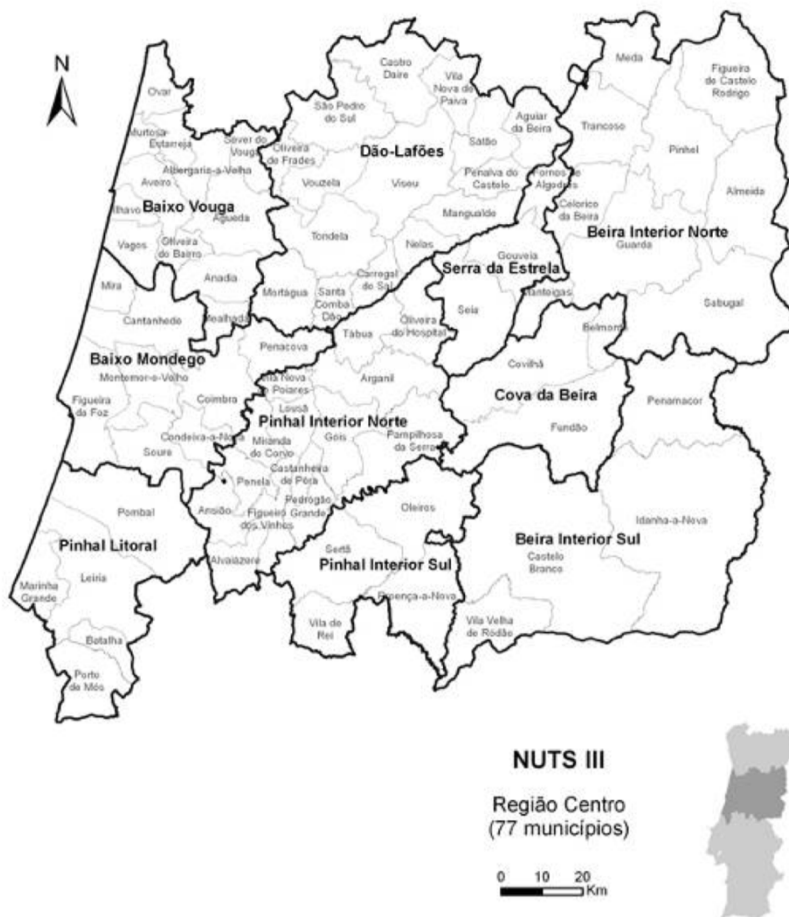 N
Ovar
Murtosa
Estarreja
Sever do
Vouga
Albergaria-a-Velha
Aveiro
Baixo Vouga
Ílhavo
Águeda
Vagos
Oliveira
do Bairro
Anadia
Mealhada
Castro
Daire
Vila
Nova de
Paiva
São Pedro
do Sul
Aguiar
da Beira
Oliveira
de Frades
Dão-Lafões
Satão
Vouzela
Viseu
Penalva do
Castelo
Mangualde
Tondela
Nelas
Carregal
do Sal
Mortágua
Santa
Comba
Dão
Meda
Figueira
de Castelo
Rodrigo
Trancoso
Pinhel
Fornos de
Algodres
Celorico
da Beira
Almeida
Beira Interior Norte
Guarda
Manteigas
Sabugal
Gouveia
Serra da Estrela
Seia
Mira
Cantanhede
Baixo Mondego
Montemor-o-Velho
Penacova
Figueira
da Foz
Coimbra
Condeixa-a-Nova
Soure
Tábua
Oliveira
do Hospital
Arganil
Vila Nova
de Poiares
Lousã
Pinhal Interior Norte
Miranda
do Corvo
Góis
Pampilhosa
da Serra
Castanheira
de Pêra
Penela
Pedrogão
Grande
Ansião
Figueiró
dos Vinhos
Alvaiázere
Belmonte
Covilhã
Cova da Beira
Fundão
Penamacor
Pombal
Pinhal Litoral
Leiria
Marinha
Grande
Batalha
Porto
de Mós
Oleiros
Sertã
Pinhal Interior Sul
Proença-a-Nova
Vila de
Rei
Idanha-a-Nova
Beira Interior Sul
Castelo
Branco
Vila Velha
de Ródão
NUTS III
Região Centro
(77 municípios)
0 10 20
Km